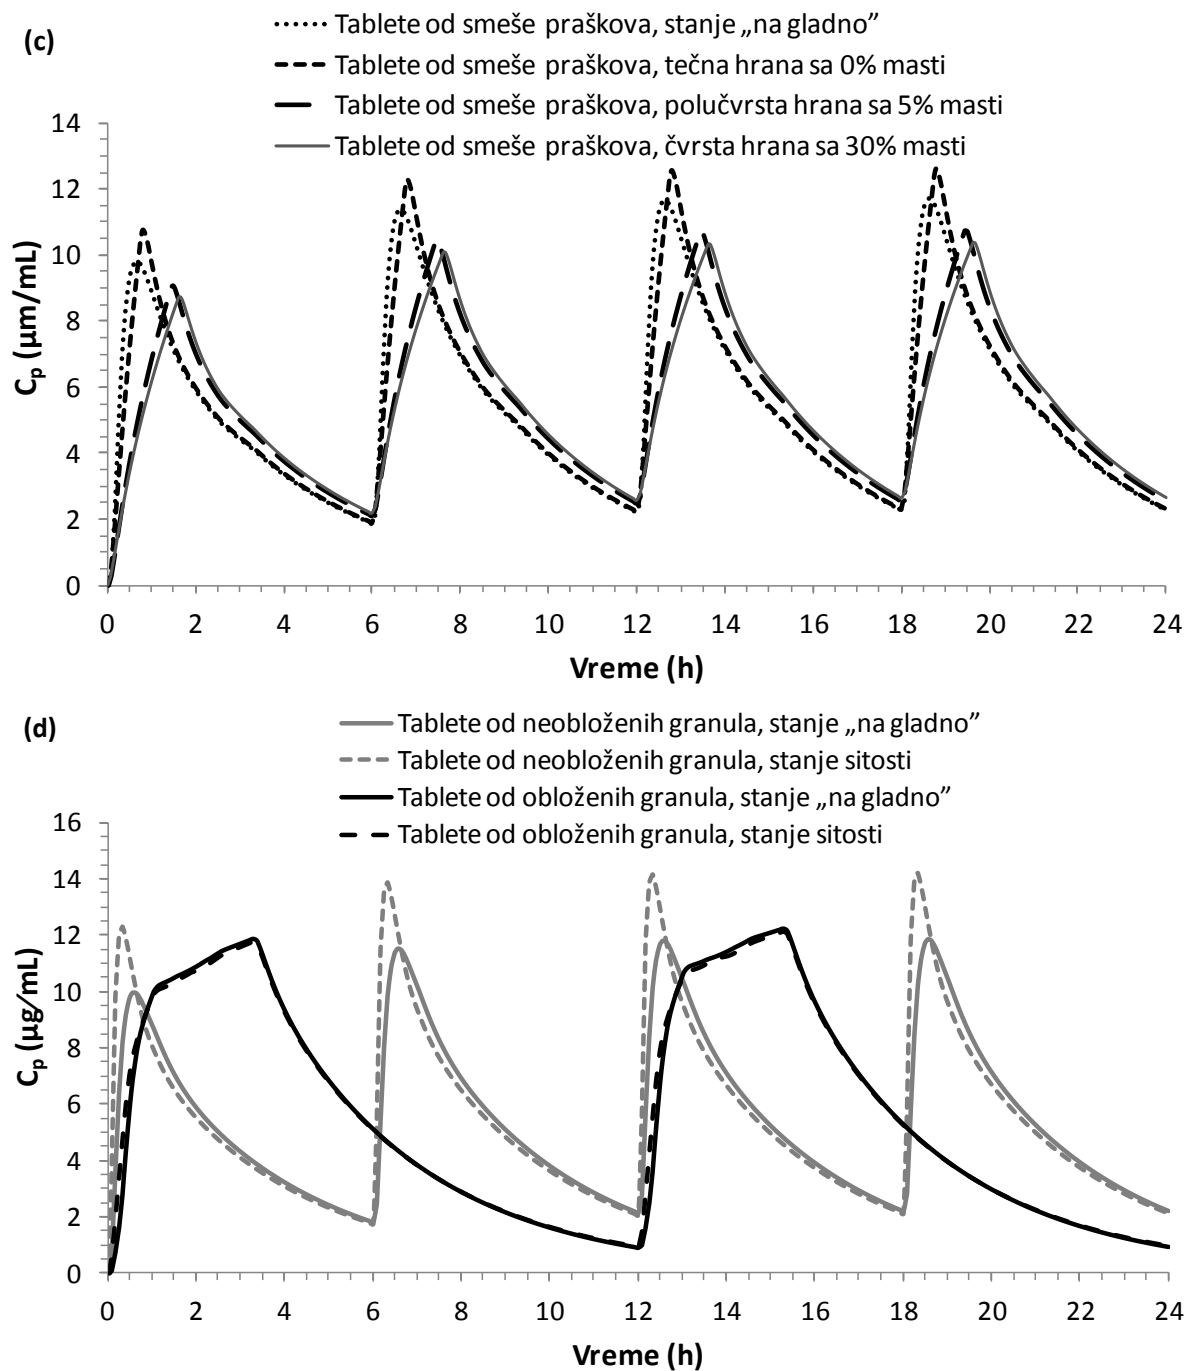 (c)
Tablete od smeše praškova, stanje „na gladno”
Tablete od smeše praškova, tečna hrana sa 0% masti
Tablete od smeše praškova, polučvrsta hrana sa 5% masti
Tablete od smeše praškova, čvrsta hrana sa 30% masti
14
12
10
8
6
4
2
0
Cp (µm/mL)
0 2 4 6 8 10 12 14 16 18 20 22 24
Vreme (h)
(d)
Tablete od neobloženih granula, stanje „na gladno”
Tablete od neobloženih granula, stanje sitosti
Tablete od obloženih granula, stanje „na gladno”
Tablete od obloženih granula, stanje sitosti
16
14
12
10
8
6
4
2
0
Cp (µg/mL)
0 2 4 6 8 10 12 14 16 18 20 22 24
Vreme (h)